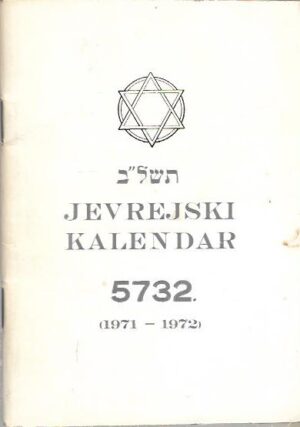 תשל"ב
JEVREJSKI
KALENDAR
5732.
(1971 - 1972)